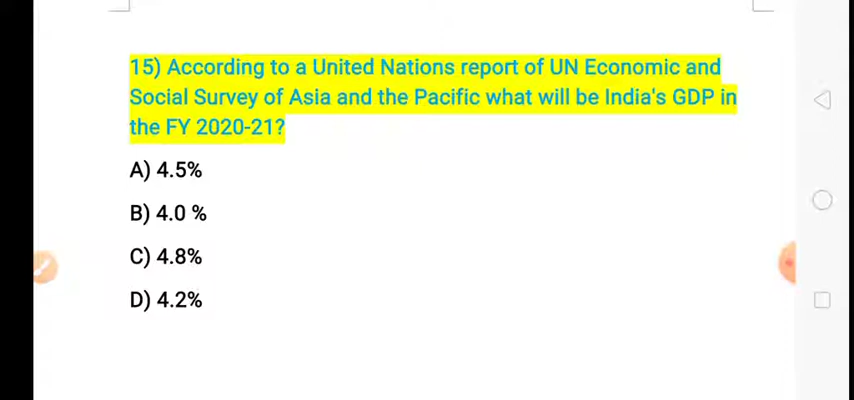 15) According to a United Nations report of UN Economic and
Social Survey of Asia and the Pacific what will be India's GDP in
the FY 2020-21?
A) 4.5%
B) 4.0 %
C) 4.8%
D) 4.2%